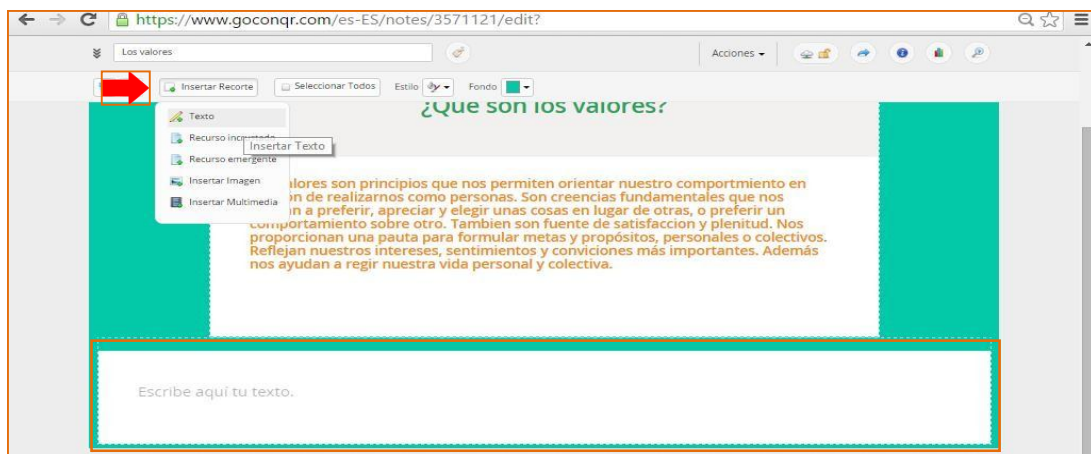 https://www.goconqr.com/es-ES/notes/3571121/edit?
Los valores
Acciones
Insertar Recorte
Seleccionar Todos
Estilo
Fondo
¿Qué son los valores?
Texto
Insertar Texto
Recurso emergente
Insertar Imagen
Insertar Multimedia
lores son principios que nos permiten orientar nuestro comportmiento en
n de realizarnos como personas. Son creencias fundamentales que nos
n a preferir, apreciar y elegir unas cosas en lugar de otras, o preferir un
comportamiento sobre otro. Tambien son fuente de satisfaccion y plenitud. Nos
proporcionan una pauta para formular metas y propósitos, personales o colectivos.
Reflejan nuestros intereses, sentimientos y conviciones más importantes. Además
nos ayudan a regir nuestra vida personal y colectiva.
Escribe aquí tu texto.